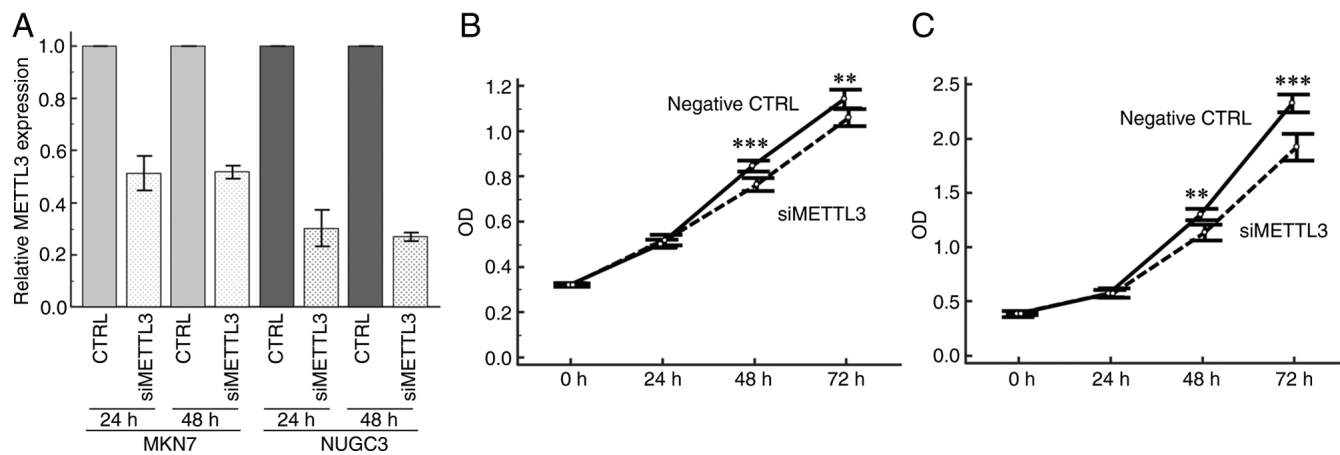 A
Relative METTL3 expression
1.0
0.8
0.6
0.4
0.2
0.0
CTRL
siMETTL3
CTRL
siMETTL3
CTRL
siMETTL3
CTRL
siMETTL3
24 h
48 h
24 h
48 h
MKN7
NUGC3
B
OD
1.2
1.0
0.8
0.6
0.4
0.2
0.0
Negative CTRL
**
***
siMETTL3
0 h
24 h
48 h
72 h
C
OD
2.5
2.0
1.5
1.0
0.5
0.0
***
Negative CTRL
**
siMETTL3
0 h
24 h
48 h
72 h